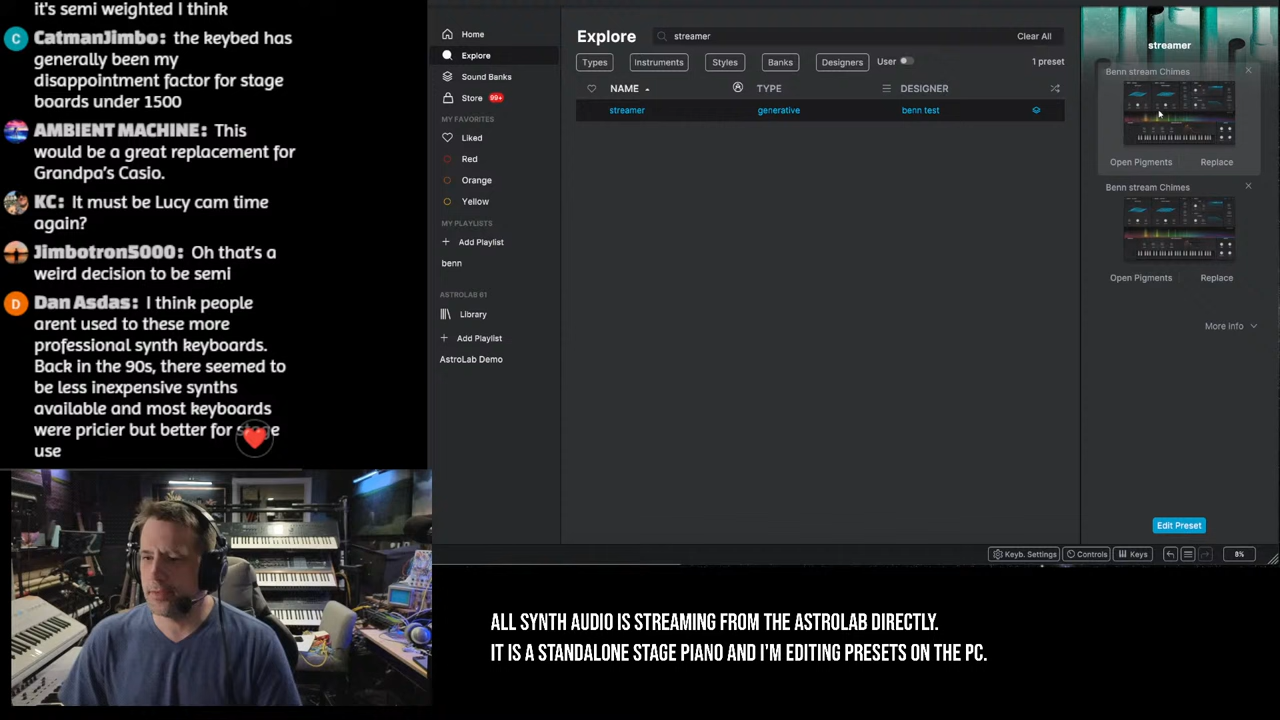 it's semi weighted I think
C CatmanJimbo: the keybed has
generally been my
disappointment factor for stage
boards under 1500
AMBIENT MACHINE: This
would be a great replacement for
Grandpa's Casio.
KC: It must be Lucy cam time
again?
Jimbotron5000: Oh that's a
weird decision to be semi
D Dan Asdas: I think people
arent used to these more
professional synth keyboards.
Back in the 90s, there seemed to
be less inexpensive synths
available and most keyboards
were pricier but better for stage
use
Home
Explore
Sound Banks
Store 99+
MY FAVORITES
Liked
Red
Orange
Yellow
MY PLAYLISTS
Add Playlist
benn
ASTROLAB 61
Library
Add Playlist
AstroLab Demo
Explore streamer Clear All
Types Instruments Styles Banks Designers User 1 preset
NAME TYPE DESIGNER
streamer generative benn test
streamer
Benn stream Chimes
Open Pigments Replace
Benn stream Chimes
Open Pigments Replace
More info
Edit Preset
Keyb. Settings Controls Keys 8%
ALL SYNTH AUDIO IS STREAMING FROM THE ASTROLAB DIRECTLY.
IT IS A STANDALONE STAGE PIANO AND I'M EDITING PRESETS ON THE PC.